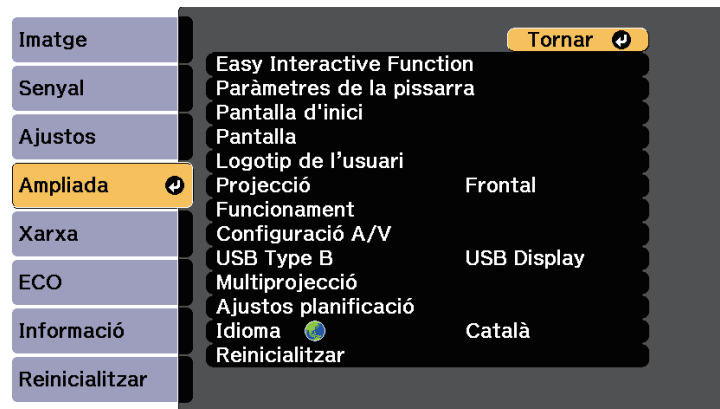 Imatge
Senyal
Ajustos
Ampliada
Xarxa
ECO
Informació
Reinicialitzar
Tornar
Easy Interactive Function
Paràmetres de la pissarra
Pantalla d'inici
Pantalla
Logotip de l’usuari
Projecció Frontal
Funcionament
Configuració A/V
USB Type B USB Display
Multiprojecció
Ajustos planificació
Idioma Català
Reinicialitzar